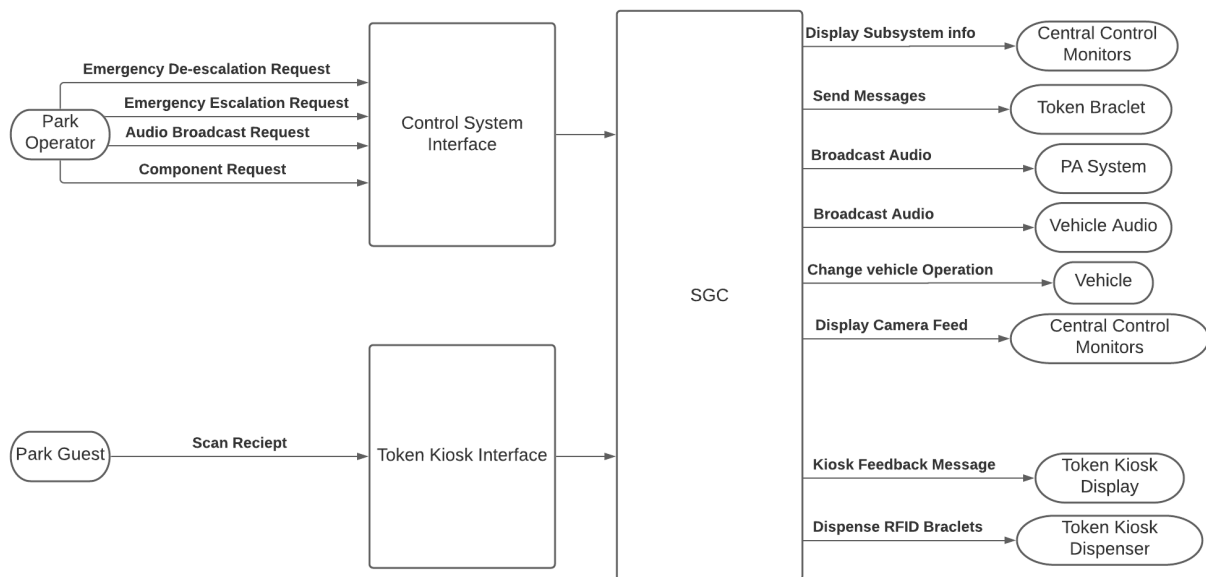 Display Subsystem info
Central Control
Monitors
Emergency De-escalation Request
Emergency Escalation Request
Send Messages
Token Braclet
Park
Operator
Audio Broadcast Request
Control System
Interface
Broadcast Audio
PA System
Component Request
Broadcast Audio
Vehicle Audio
Change vehicle Operation
Vehicle
SGC
Display Camera Feed
Central Control
Monitors
Park Guest
Scan Reciept
Token Kiosk Interface
Kiosk Feedback Message
Token Kiosk
Display
Dispense RFID Braclets
Token Kiosk
Dispenser